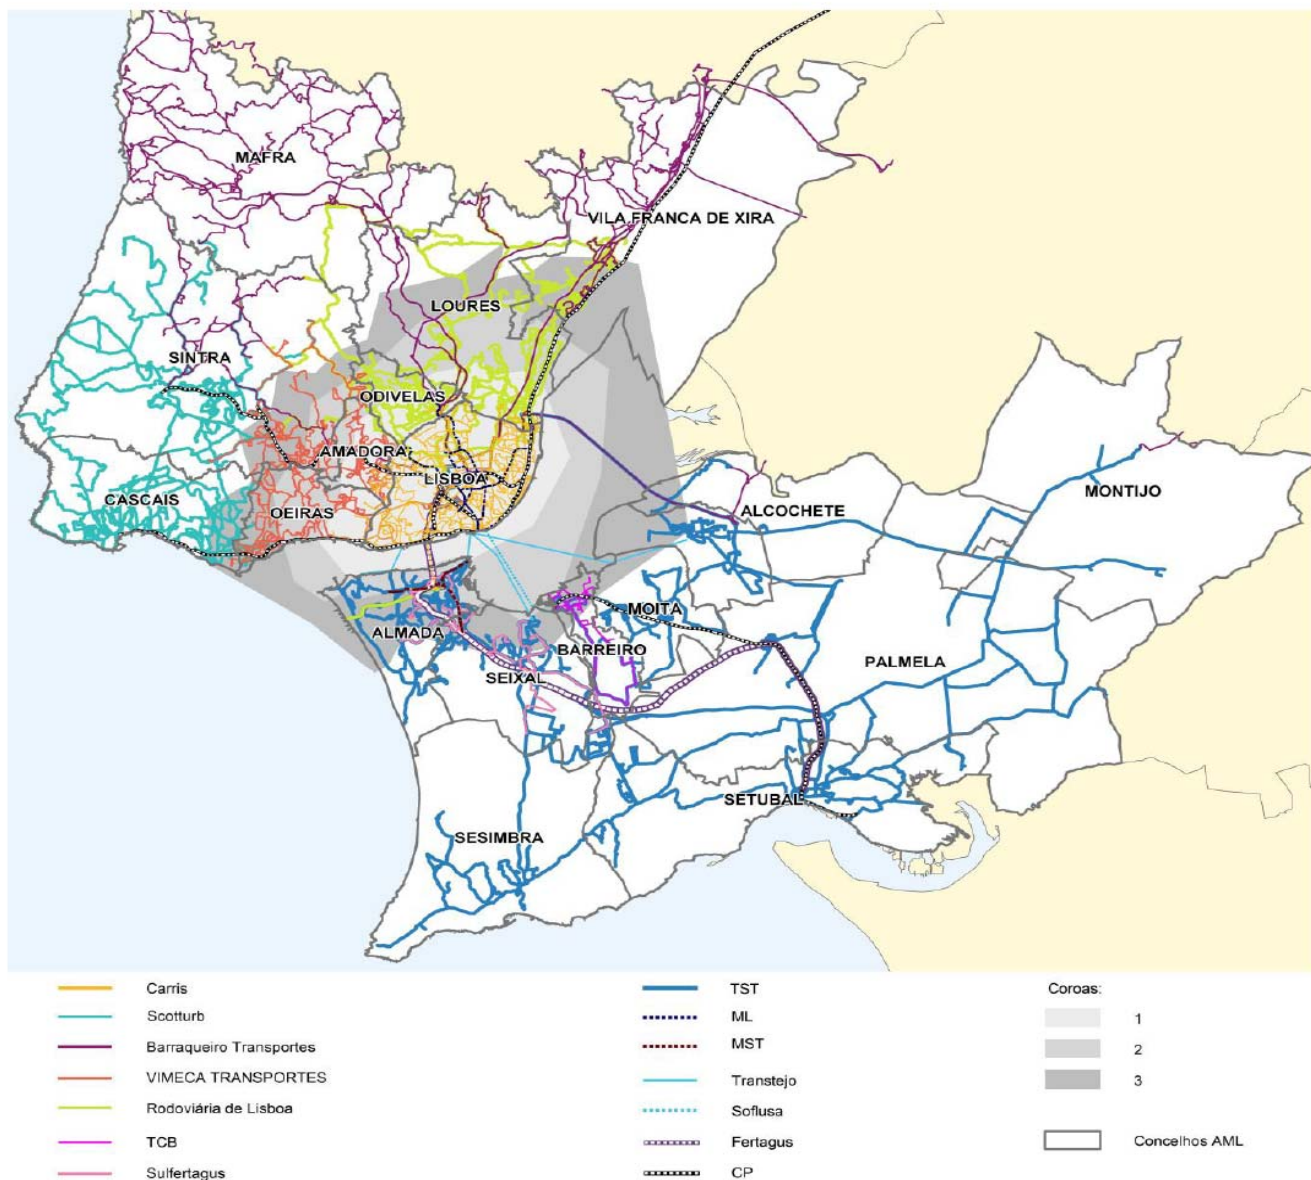 MAFRA
VILA FRANCA DE XIRA
LOURES
SINTRA
ODIVELAS
AMADORA
LISBOA
CASCAIS
OEIRAS
MONTIJO
ALCOCHETE
MOITA
ALMADA
BARREIRO
PALMELA
SEIXAL
SETUBAL
SESIMBRA
Carris
Scotturb
Barraqueiro Transportes
VIMECA TRANSPORTES
Rodoviária de Lisboa
TCB
Sulfertagus
TST
ML
MST
Transtejo
Soflusa
Fertagus
CP
Coroas:
1
2
3
Concelhos AML